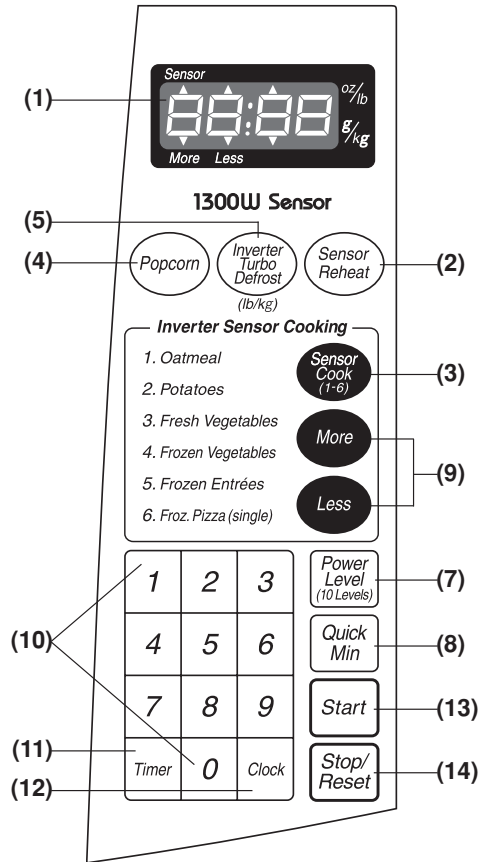 Sensor
(1)
88:88
oz/lb
g/kg
More Less
1300W Sensor
(5)
(4)
Popcorn
Inverter
Turbo
Defrost
(lb/kg)
Sensor
Reheat
(2)
Inverter Sensor Cooking
1. Oatmeal
2. Potatoes
3. Fresh Vegetables
4. Frozen Vegetables
5. Frozen Entrées
6. Froz. Pizza (single)
Sensor
Cook
(1-6)
(3)
More
Less
(9)
1 2 3
4 5 6
7 8 9
Timer 0 Clock
(10)
(11)
(12)
Power
Level
(10 Levels)
(7)
Quick
Min
(8)
Start
(13)
Stop/
Reset
(14)